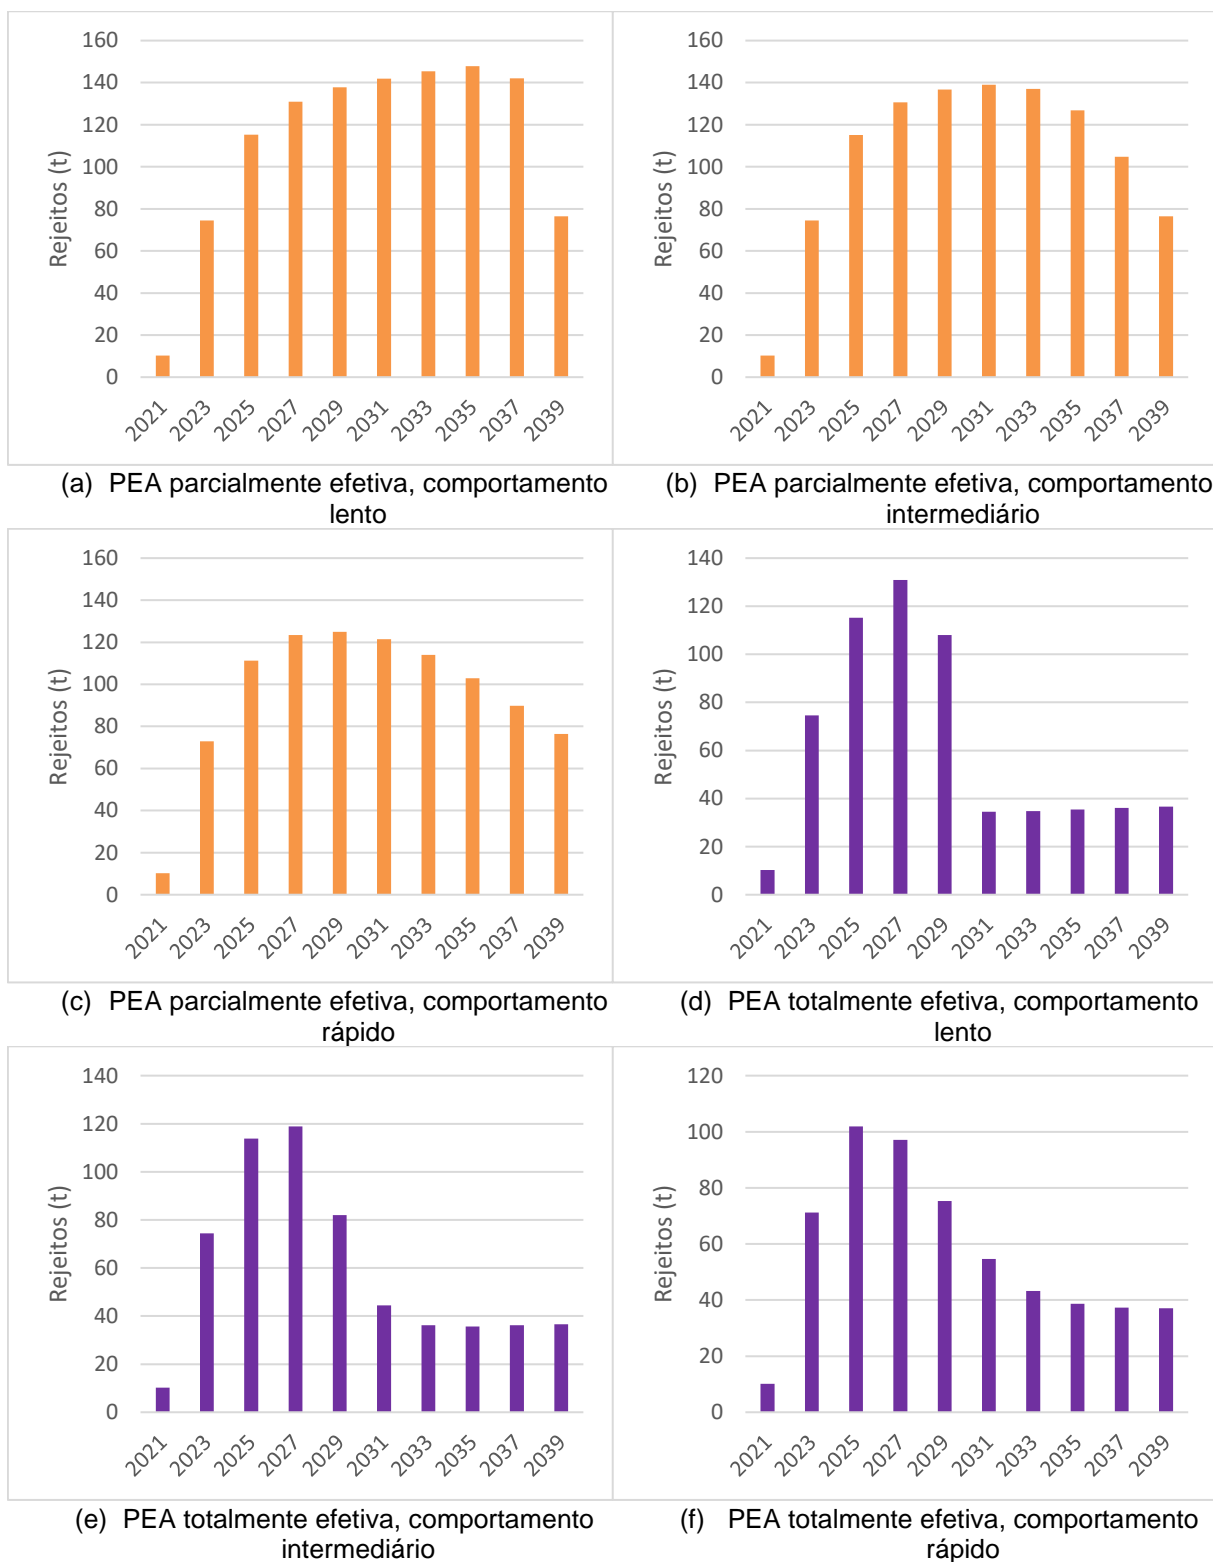 160
140
120
100
80
60
40
20
0
Rejeitos (t)
2021 2023 2025 2027 2029 2031 2033 2035 2037 2039
(a) PEA parcialmente efetiva, comportamento
lento
160
140
120
100
80
60
40
20
0
Rejeitos (t)
2021 2023 2025 2027 2029 2031 2033 2035 2037 2039
(b) PEA parcialmente efetiva, comportamento
intermediário
160
140
120
100
80
60
40
20
0
Rejeitos (t)
2021 2023 2025 2027 2029 2031 2033 2035 2037 2039
(c) PEA parcialmente efetiva, comportamento
rápido
140
120
100
80
60
40
20
0
Rejeitos (t)
2021 2023 2025 2027 2029 2031 2033 2035 2037 2039
(d) PEA totalmente efetiva, comportamento
lento
140
120
100
80
60
40
20
0
Rejeitos (t)
2021 2023 2025 2027 2029 2031 2033 2035 2037 2039
(e) PEA totalmente efetiva, comportamento
intermediário
120
100
80
60
40
20
0
Rejeitos (t)
2021 2023 2025 2027 2029 2031 2033 2035 2037 2039
(f) PEA totalmente efetiva, comportamento
rápido